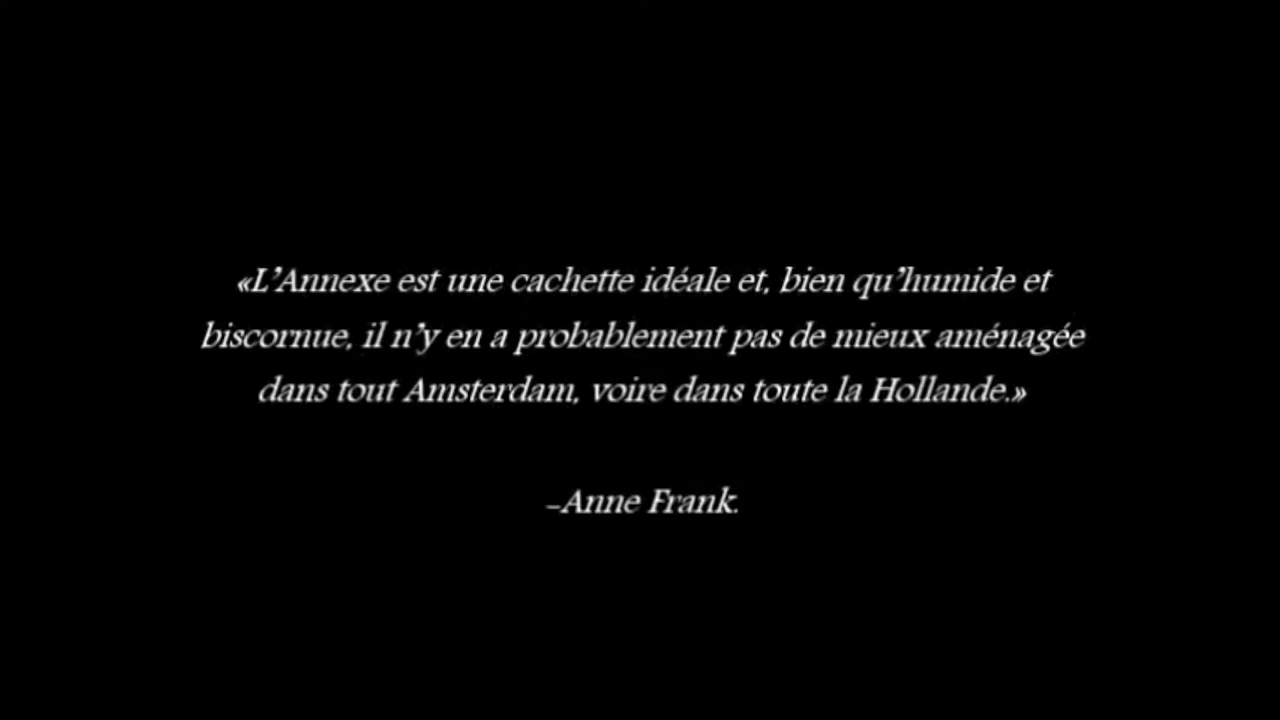 «L'Annexe est une cachette idéale et, bien qu'humide et
biscornue, il n'y en a probablement pas de mieux aménagée
dans tout Amsterdam, voire dans toute la Hollande.»
-Anne Frank.